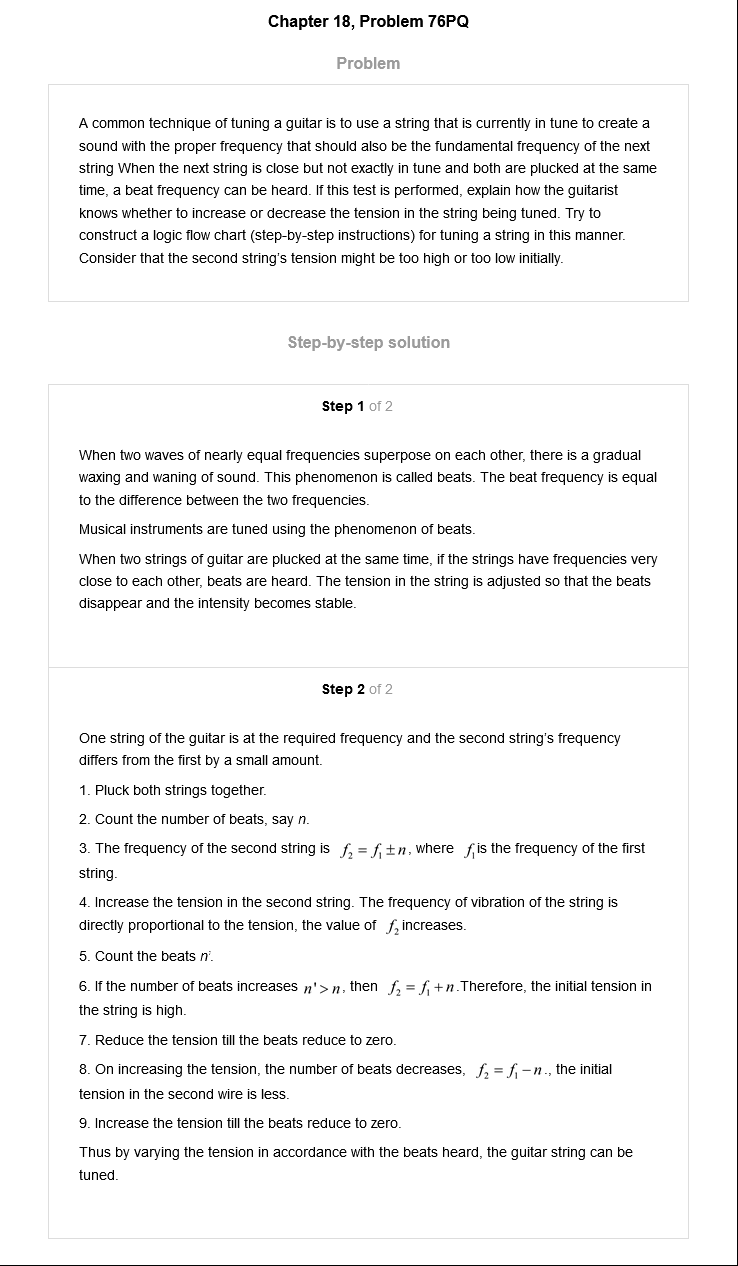 Chapter 18, Problem 76PQ
Problem
A common technique of tuning a guitar is to use a string that is currently in tune to create a
sound with the proper frequency that should also be the fundamental frequency of the next
string When the next string is close but not exactly in tune and both are plucked at the same
time, a beat frequency can be heard. If this test is performed, explain how the guitarist
knows whether to increase or decrease the tension in the string being tuned. Try to
construct a logic flow chart (step-by-step instructions) for tuning a string in this manner.
Consider that the second string's tension might be too high or too low initially.
Step-by-step solution
Step 1 of 2
When two waves of nearly equal frequencies superpose on each other, there is a gradual
waxing and waning of sound. This phenomenon is called beats. The beat frequency is equal
to the difference between the two frequencies.
Musical instruments are tuned using the phenomenon of beats.
When two strings of guitar are plucked at the same time, if the strings have frequencies very
close to each other, beats are heard. The tension in the string is adjusted so that the beats
disappear and the intensity becomes stable.
Step 2 of 2
One string of the guitar is at the required frequency and the second string's frequency
differs from the first by a small amount.
1. Pluck both strings together.
2. Count the number of beats, say n.
3. The frequency of the second string is f₂ = f₁ ± n, where f₁ is the frequency of the first
string.
4. Increase the tension in the second string. The frequency of vibration of the string is
directly proportional to the tension, the value of f₂ increases.
5. Count the beats n'.
6. If the number of beats increases n' > n, then f₂ = f₁ + n.Therefore, the initial tension in
the string is high.
7. Reduce the tension till the beats reduce to zero.
8. On increasing the tension, the number of beats decreases, f₂ = f₁ − n., the initial
tension in the second wire is less.
9. Increase the tension till the beats reduce to zero.
Thus by varying the tension in accordance with the beats heard, the guitar string can be
tuned.